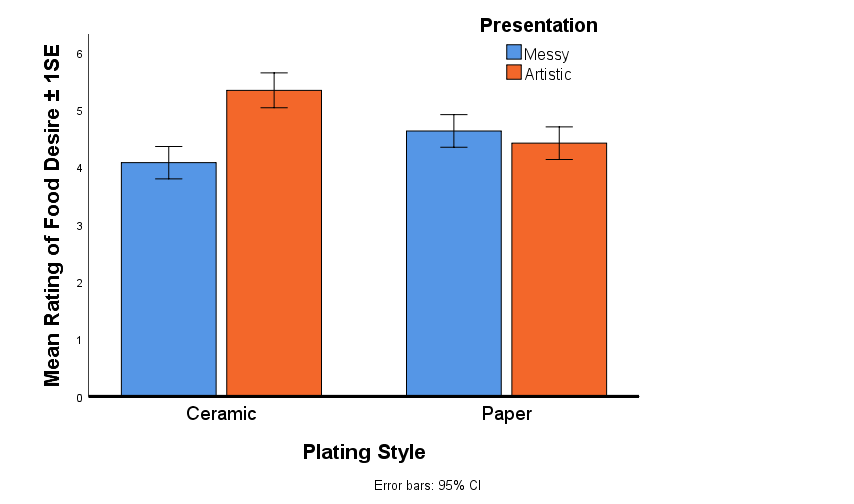 Presentation
Messy
Artistic
Mean Rating of Food Desire ± 1SE
6
5
4
3
2
1
0
Ceramic
Paper
Plating Style
Error bars: 95% CI